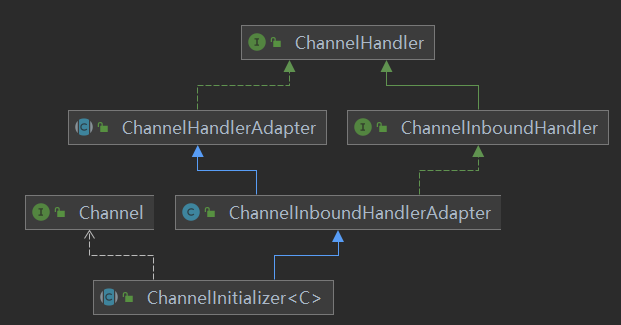 I ChannelHandler
C ChannelHandlerAdapter
I ChannelInboundHandler
I Channel
C ChannelInboundHandlerAdapter
C ChannelInitializer<C>